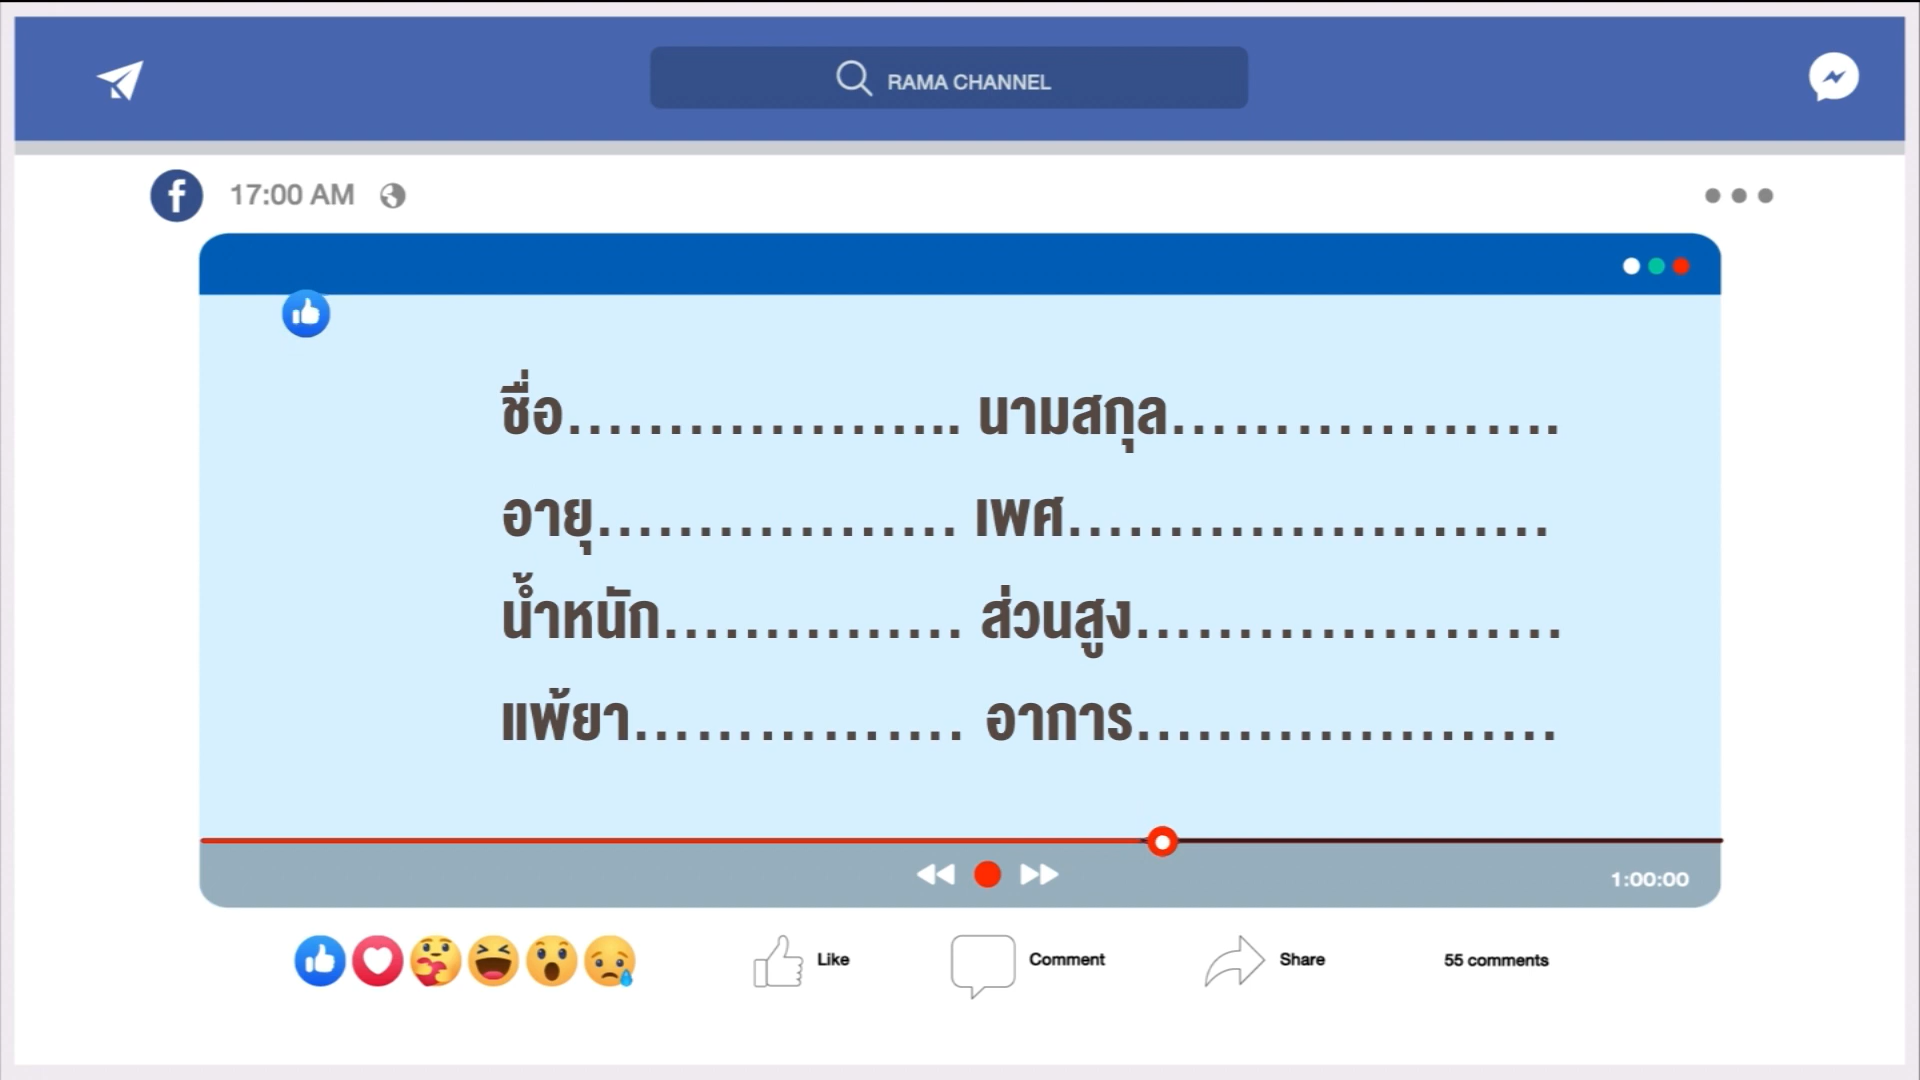 RAMA CHANNEL
17:00 AM
ชื่อ…………………….. นามสกุล…………………….
อายุ………………… เพศ…………………………
น้ำหนัก……………… ส่วนสูง………………………
แพ้ยา……………… อาการ………………………
1:00:00
Like Comment Share 55 comments